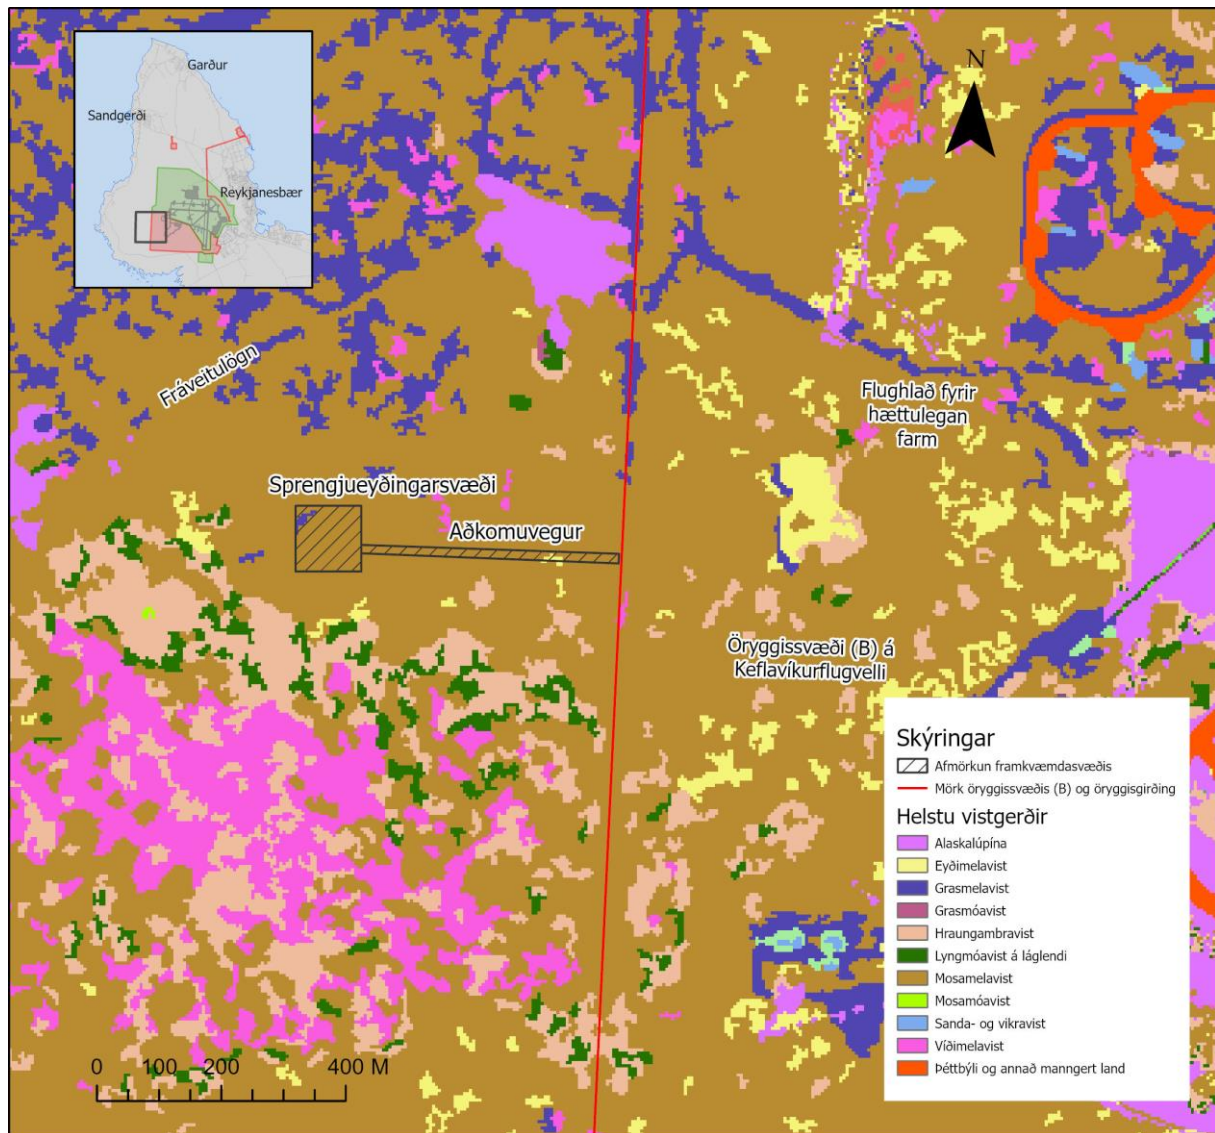 Garður
Sandgerði
Reykjanesbær
N
Fráveitulögn
Flughlað fyrir
hættulegan
farm
Sprengjueyðingarsvæði
Aðkomuvegur
Öryggissvæði (B) á
Keflavíkurflugvelli
Skýringar
Afmörkun framkvæmdasvæðis
Mörk öryggissvæðis (B) og öryggisgirðing
Helstu vistgerðir
Alaskalúpína
Eyðimelavist
Grasmelavist
Grasmóavist
Hraungambravist
Lyngmóavist á láglendi
Mosamelavist
Mosamóavist
Sanda- og vikravist
Víðimelavist
Þéttbýli og annað manngert land
0 100 200 400 M